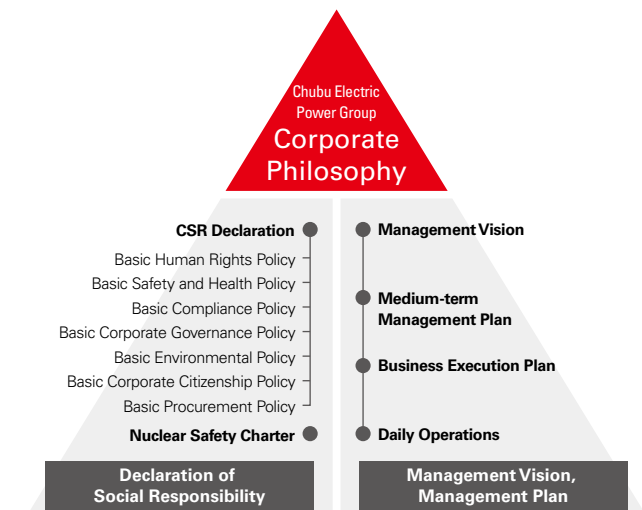 Chubu Electric
Power Group
Corporate
Philosophy
CSR Declaration
Basic Human Rights Policy
Basic Safety and Health Policy
Basic Compliance Policy
Basic Corporate Governance Policy
Basic Environmental Policy
Basic Corporate Citizenship Policy
Basic Procurement Policy
Nuclear Safety Charter
Declaration of
Social Responsibility
Management Vision
Medium-term
Management Plan
Business Execution Plan
Daily Operations
Management Vision,
Management Plan